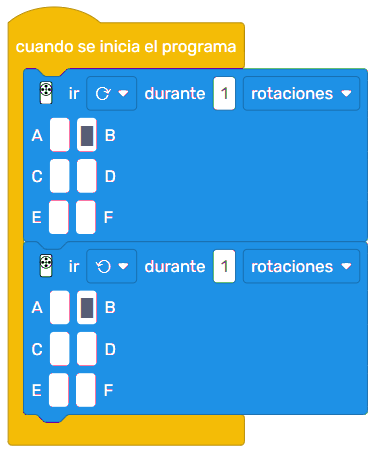 cuando se inicia el programa
ir durante 1 rotaciones
A B
C D
E F
ir durante 1 rotaciones
A B
C D
E F